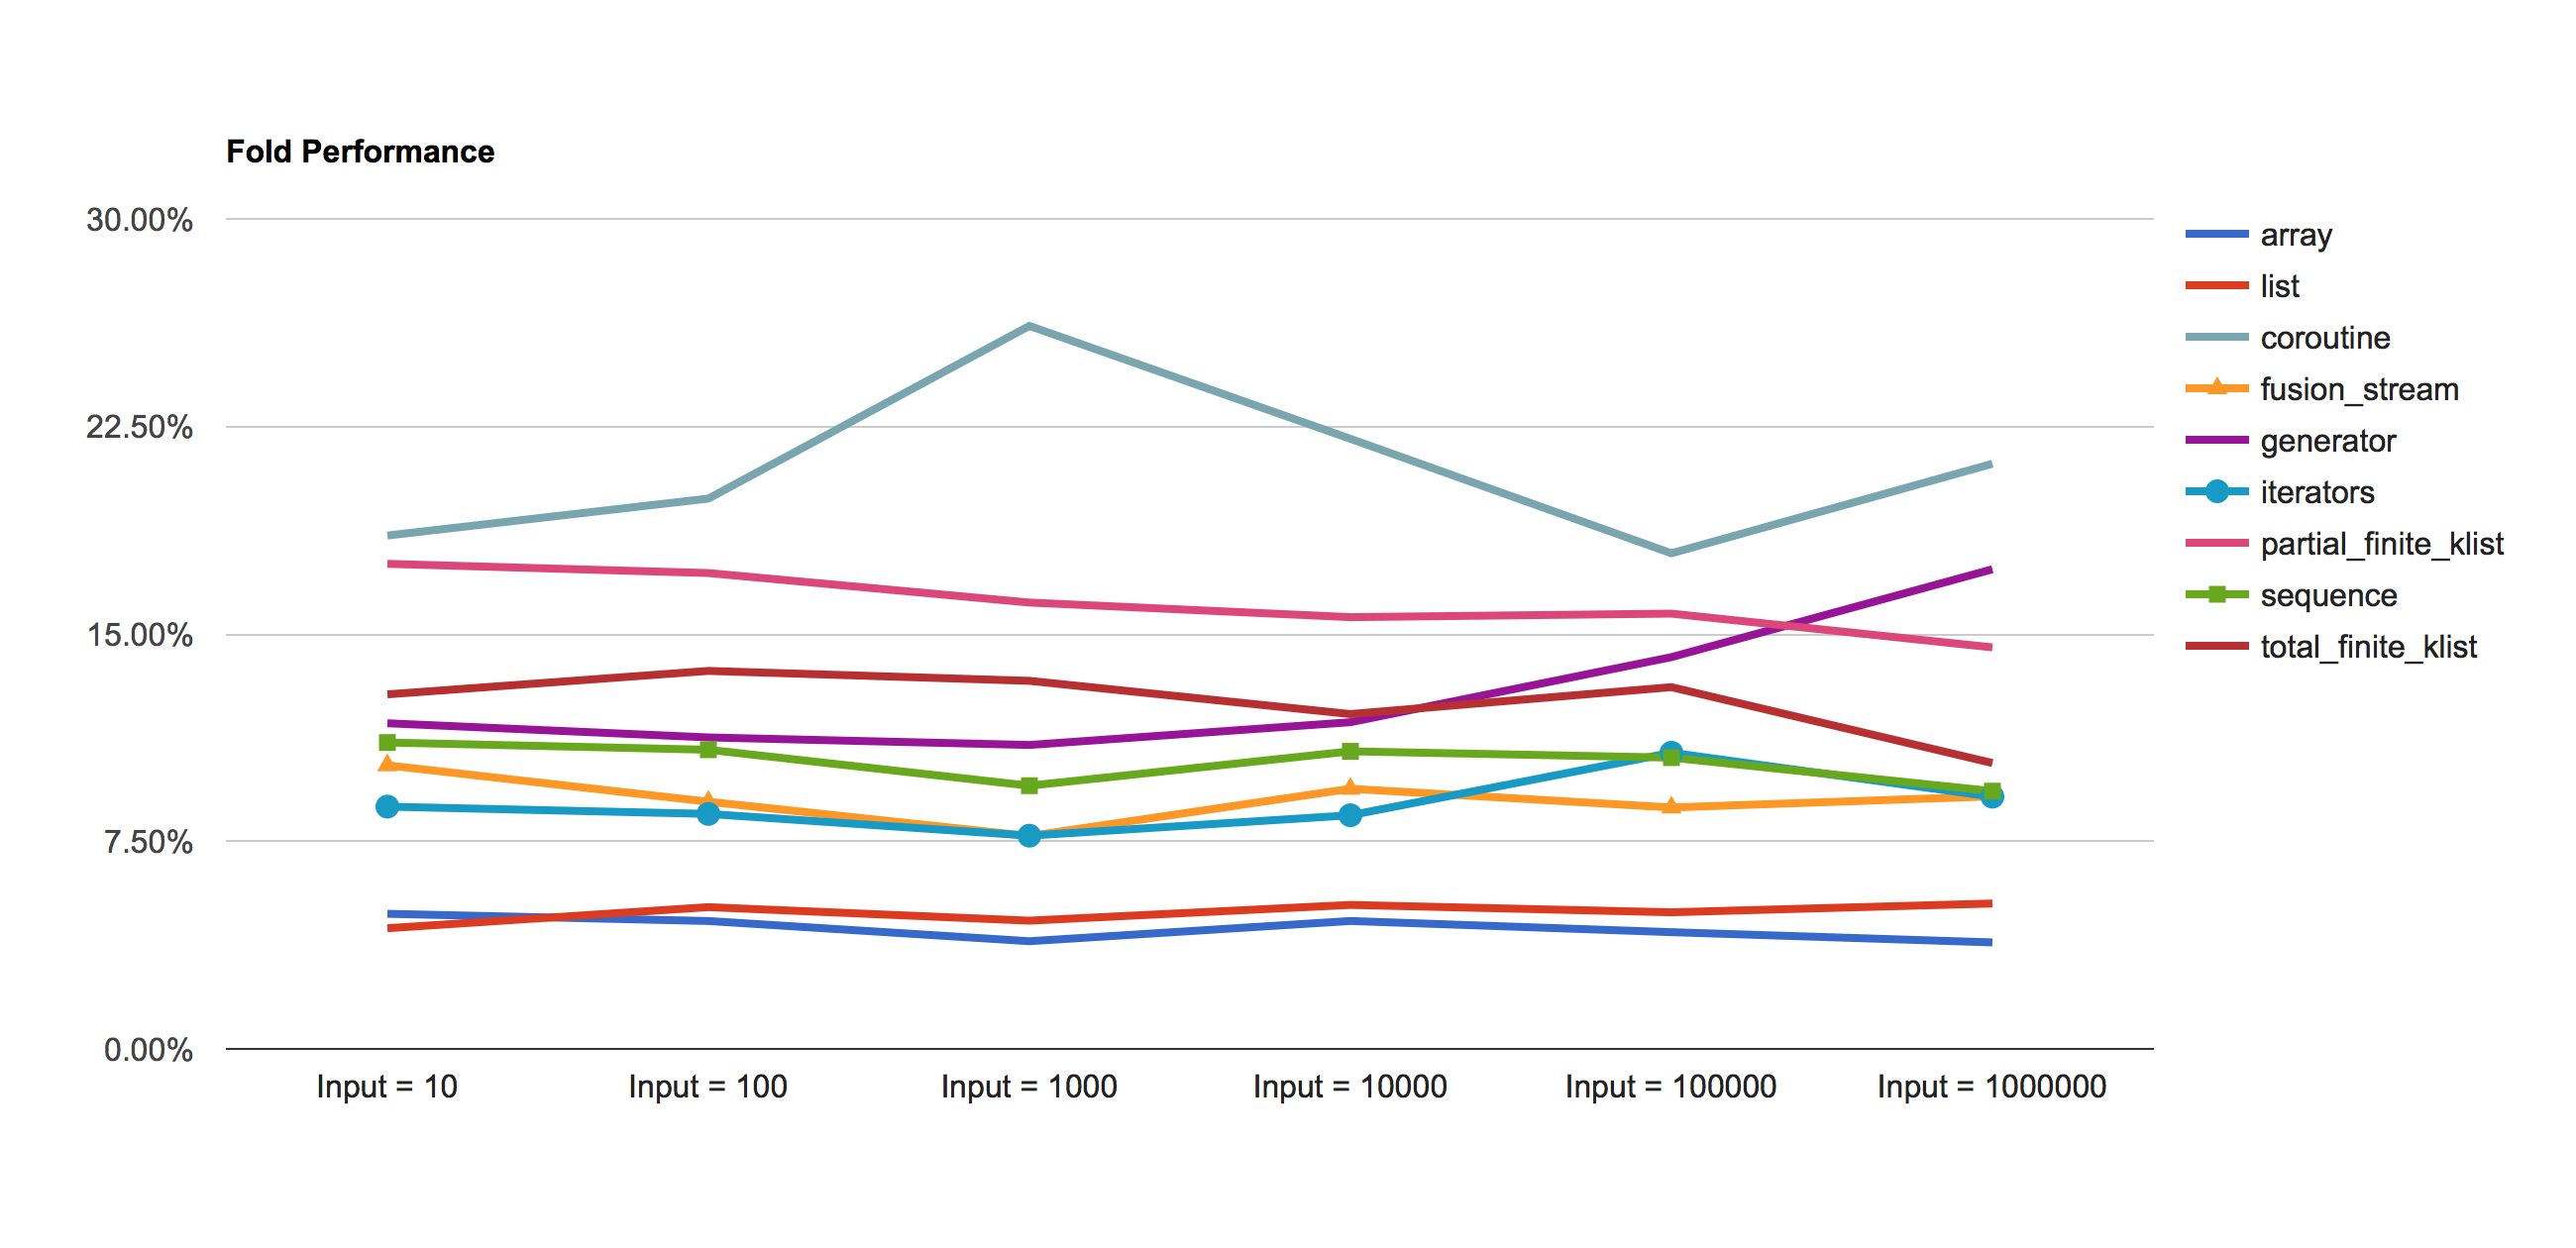 Fold Performance
30.00%
22.50%
15.00%
7.50%
0.00%
Input = 10
Input = 100
Input = 1000
Input = 10000
Input = 100000
Input = 1000000
array
list
coroutine
fusion_stream
generator
iterators
partial_finite_klist
sequence
total_finite_klist